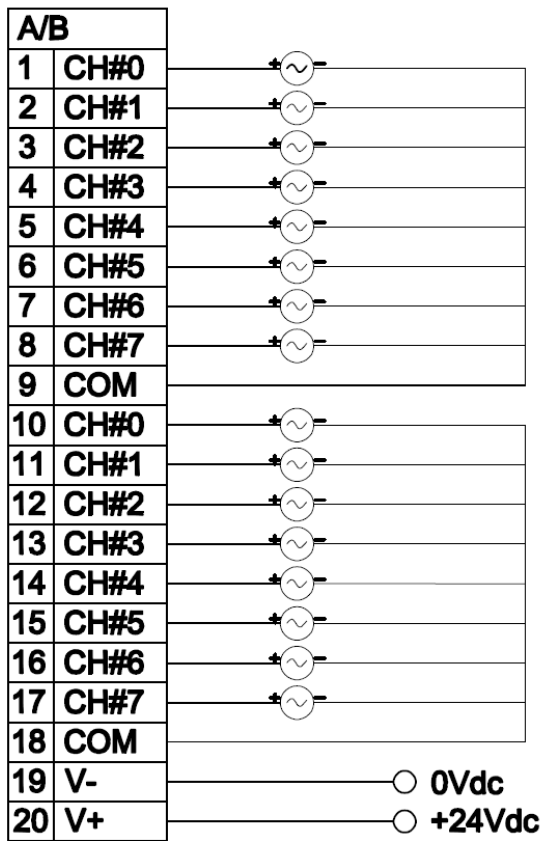 A/B
1 CH#0 + ~ −
2 CH#1 + ~ −
3 CH#2 + ~ −
4 CH#3 + ~ −
5 CH#4 + ~ −
6 CH#5 + ~ −
7 CH#6 + ~ −
8 CH#7 + ~ −
9 COM
10 CH#0 + ~ −
11 CH#1 + ~ −
12 CH#2 + ~ −
13 CH#3 + ~ −
14 CH#4 + ~ −
15 CH#5 + ~ −
16 CH#6 + ~ −
17 CH#7 + ~ −
18 COM
19 V- 0Vdc
20 V+ +24Vdc